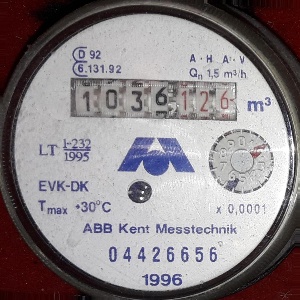 D 92
6.131.92
A · H A · V
Qn 1,5 m³/h
1036126 m³
LT 1-232
1995
EVK-DK
Tmax +30°C
x 0,0001
ABB Kent Messtechnik
04426656
1996